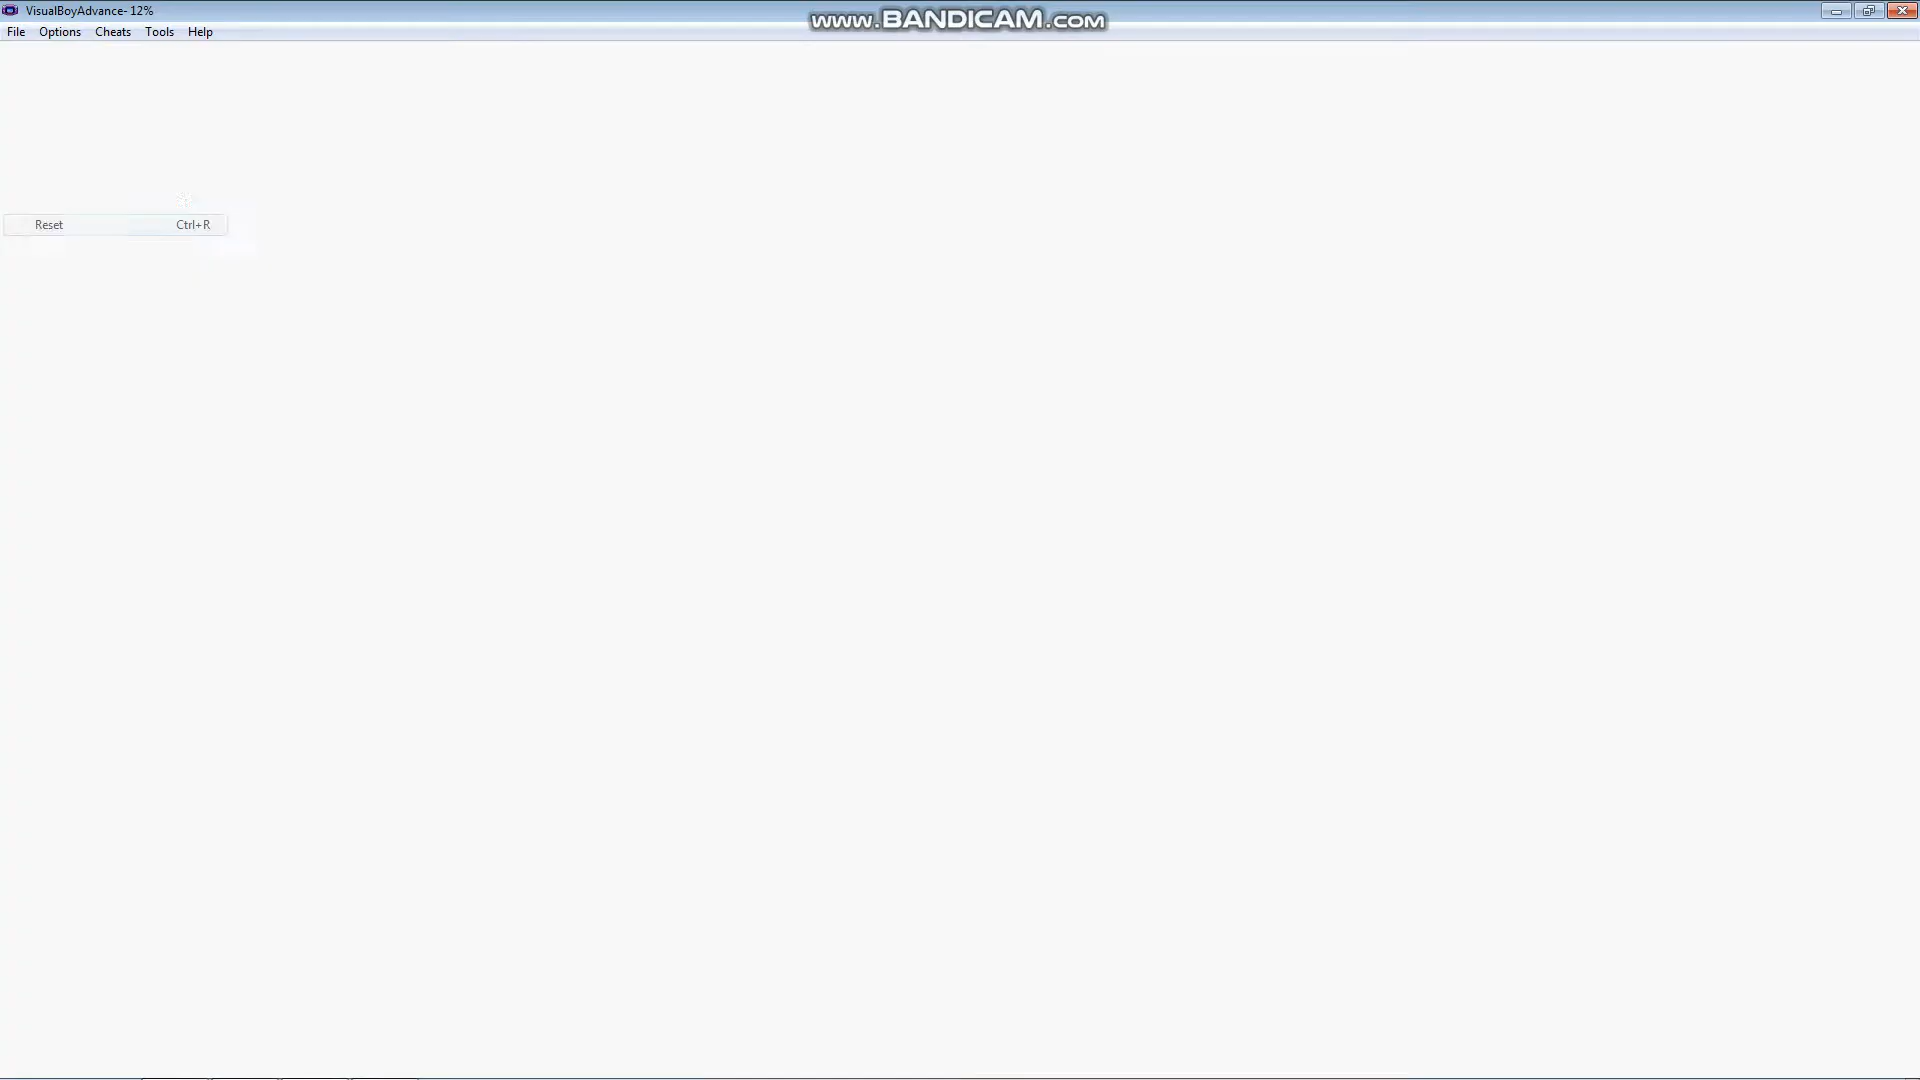 VisualBoyAdvance- 12%
www.BANDICAM.com
File Options Cheats Tools Help
Reset Ctrl+R